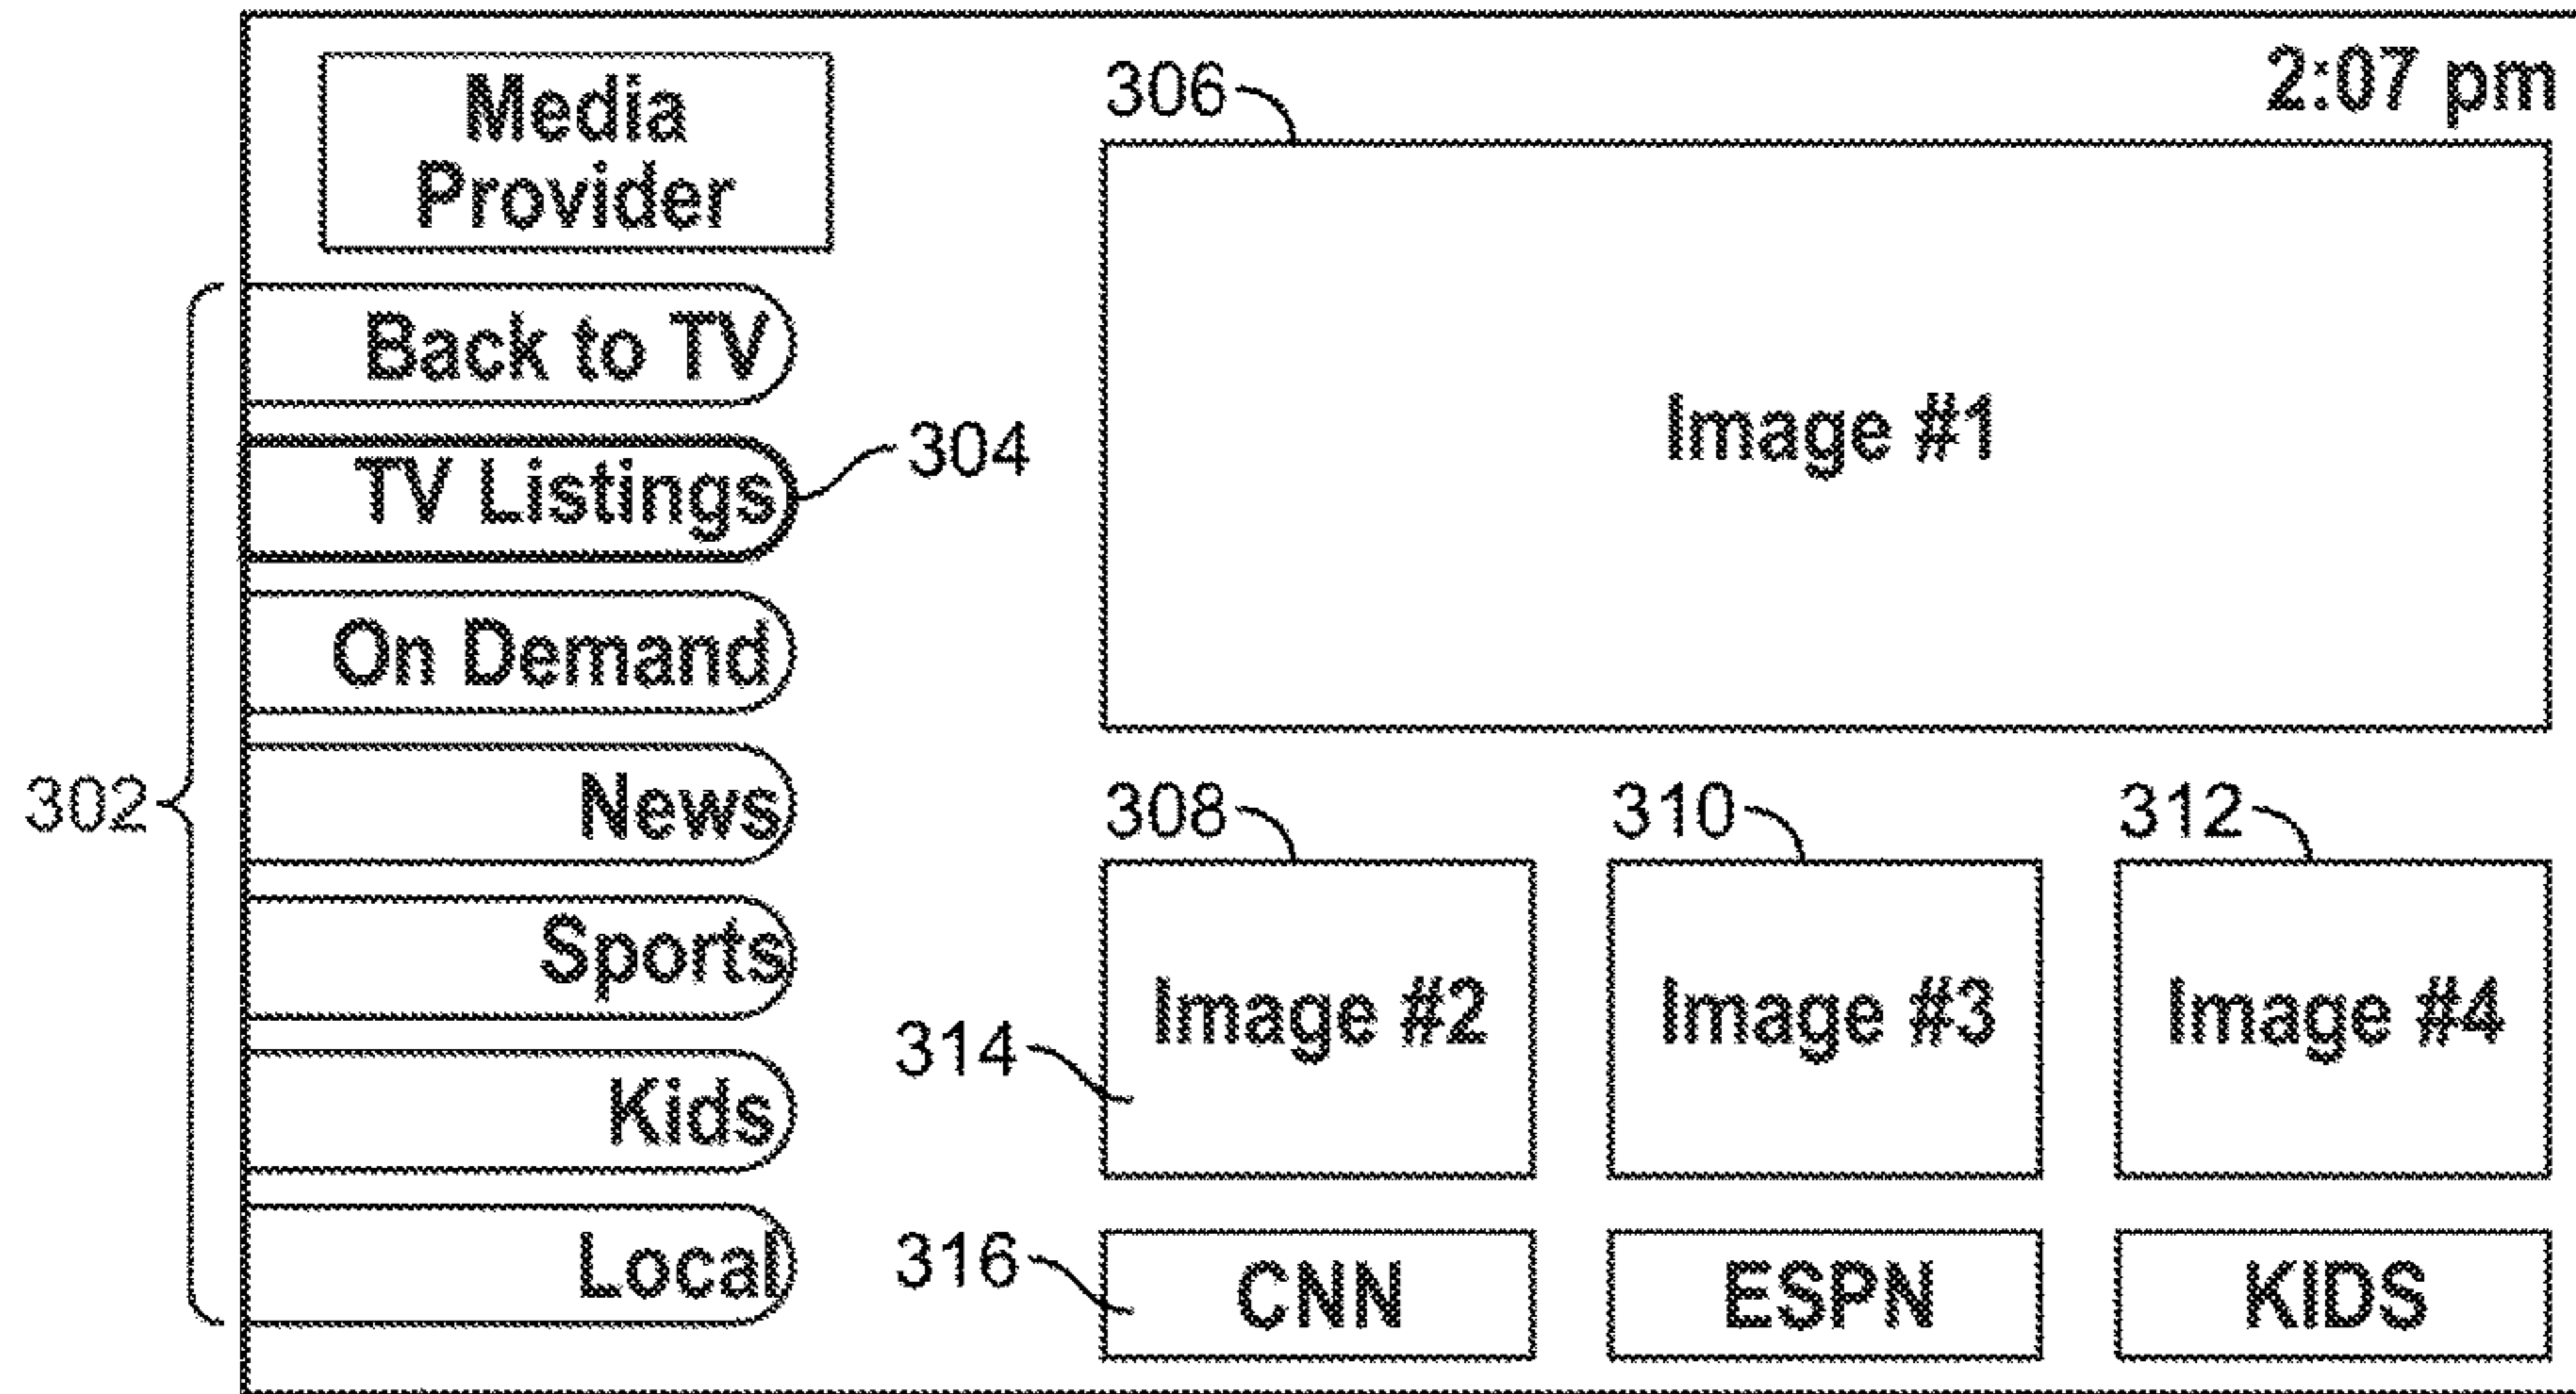 2:07 pm
Media
Provider
306
Back to TV
Image #1
TV Listings
304
On Demand
302
News
308
310
312
Sports
Image #2
Image #3
Image #4
314
Kids
Local
316
CNN
ESPN
KIDS